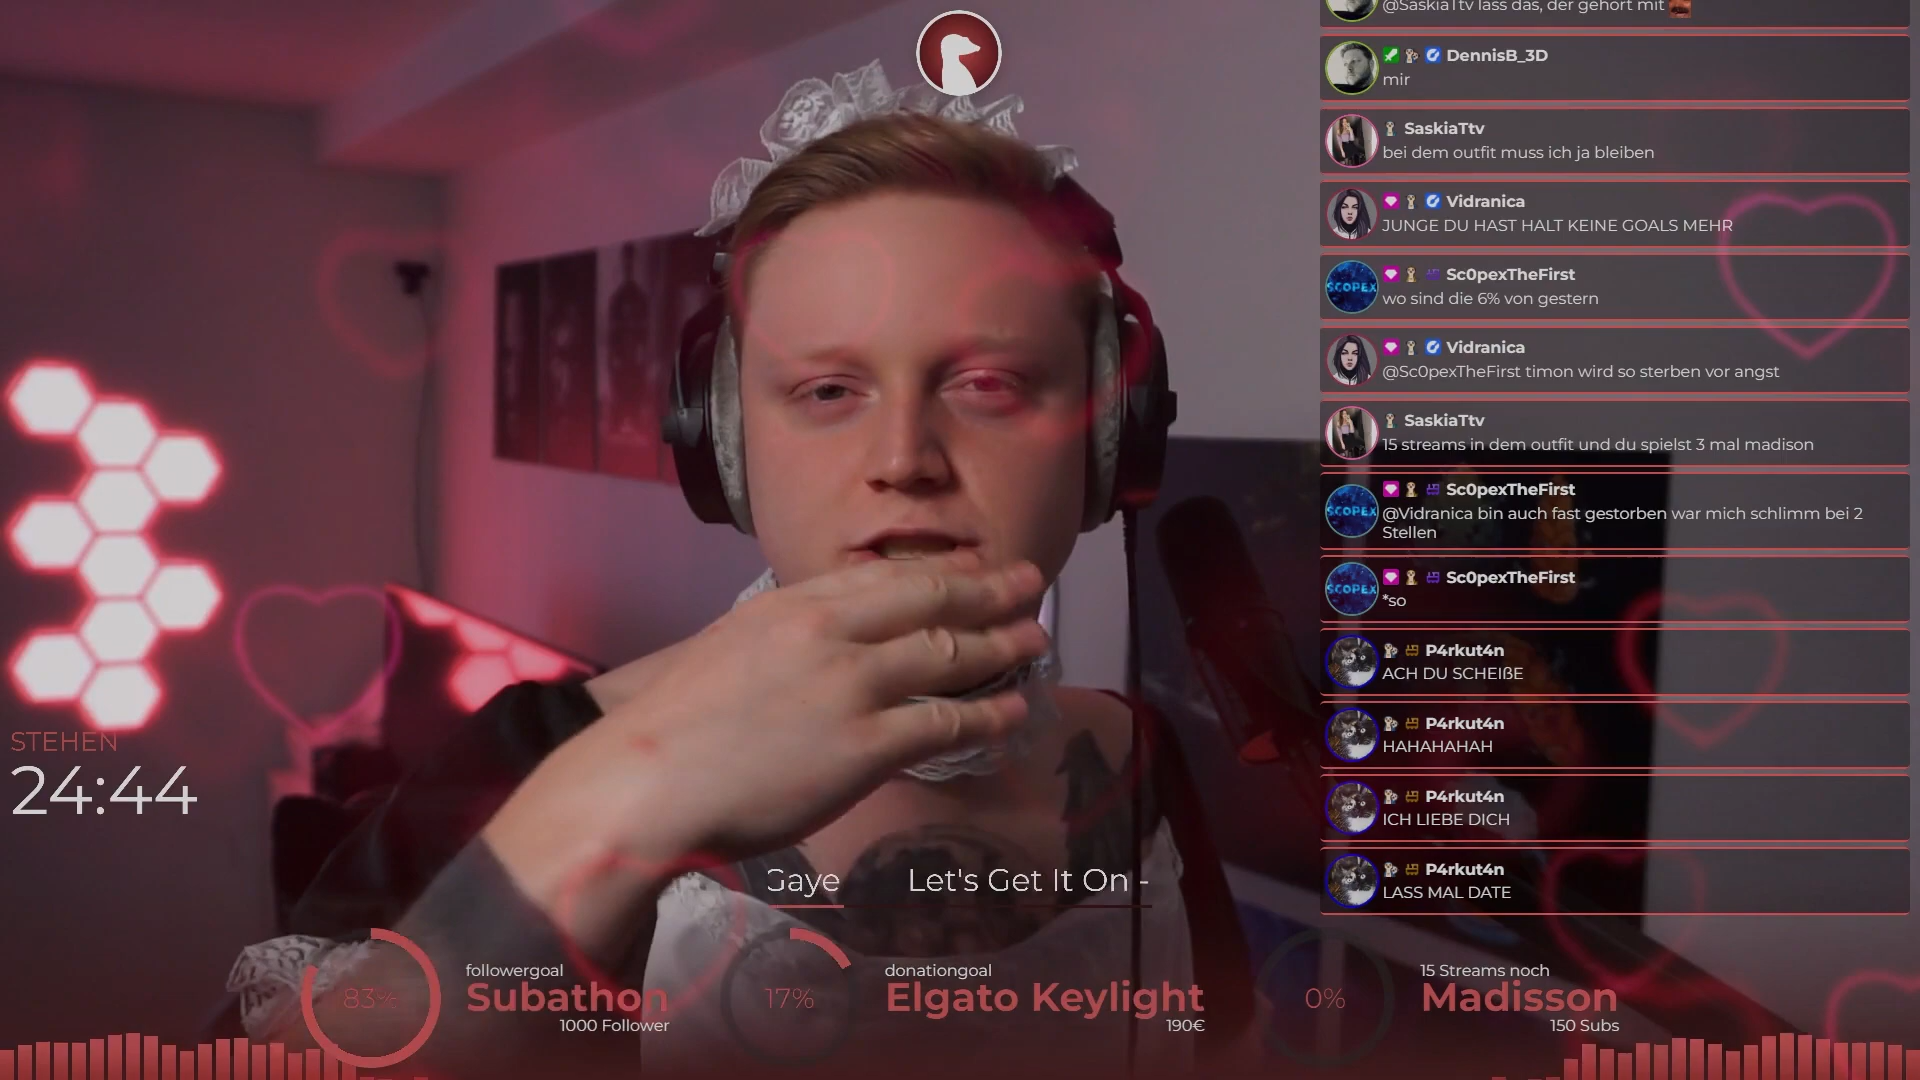 @SaskiaTtv lass das, der gehört mit
DennisB_3D
mir
SaskiaTtv
bei dem outfit muss ich ja bleiben
Vidranica
JUNGE DU HAST HALT KEINE GOALS MEHR
Sc0pexTheFirst
wo sind die 6% von gestern
Vidranica
@Sc0pexTheFirst timon wird so sterben vor angst
SaskiaTtv
15 streams in dem outfit und du spielst 3 mal madison
Sc0pexTheFirst
@Vidranica bin auch fast gestorben war mich schlimm bei 2
Stellen
Sc0pexTheFirst
*so
P4rkut4n
ACH DU SCHEIßE
P4rkut4n
HAHAHAHAH
P4rkut4n
ICH LIEBE DICH
P4rkut4n
LASS MAL DATE
SCOPEX
SCOPEX
SCOPEX
STEHEN
24:44
Gaye Let's Get It On -
83%
followergoal
Subathon
1000 Follower
17%
donationgoal
Elgato Keylight
190€
0%
15 Streams noch
Madisson
150 Subs